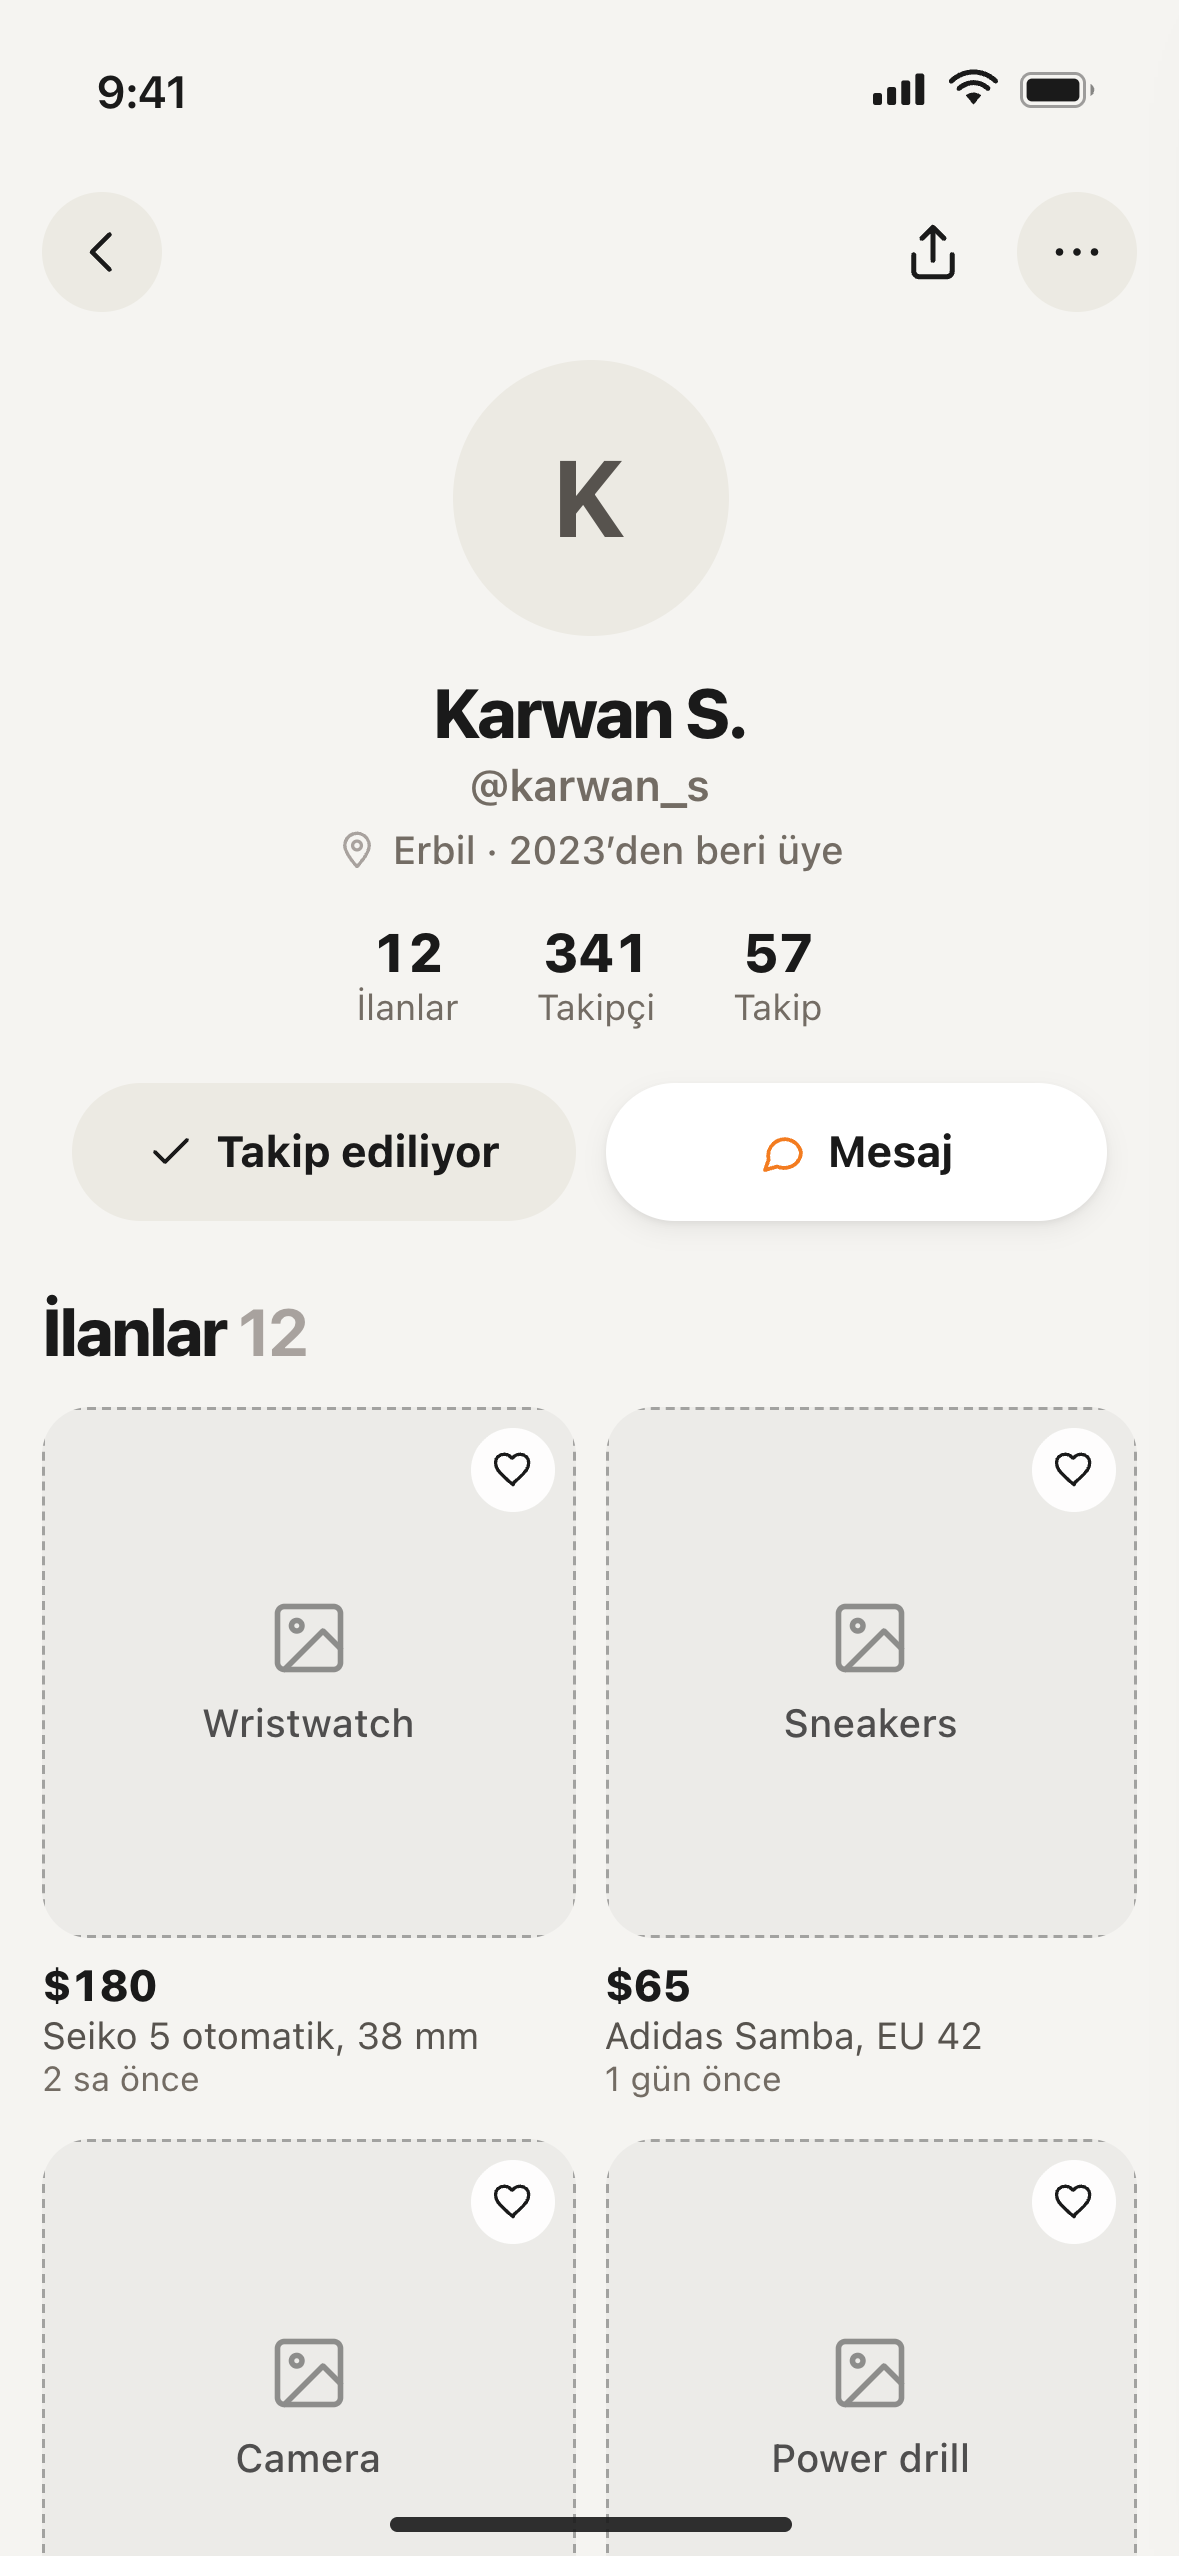 9:41
K
Karwan S.
@karwan_s
Erbil · 2023’den beri üye
12 341 57
İlanlar Takipçi Takip
Takip ediliyor Mesaj
İlanlar 12
Wristwatch Sneakers
$180 $65
Seiko 5 otomatik, 38 mm Adidas Samba, EU 42
2 sa önce 1 gün önce
Camera Power drill